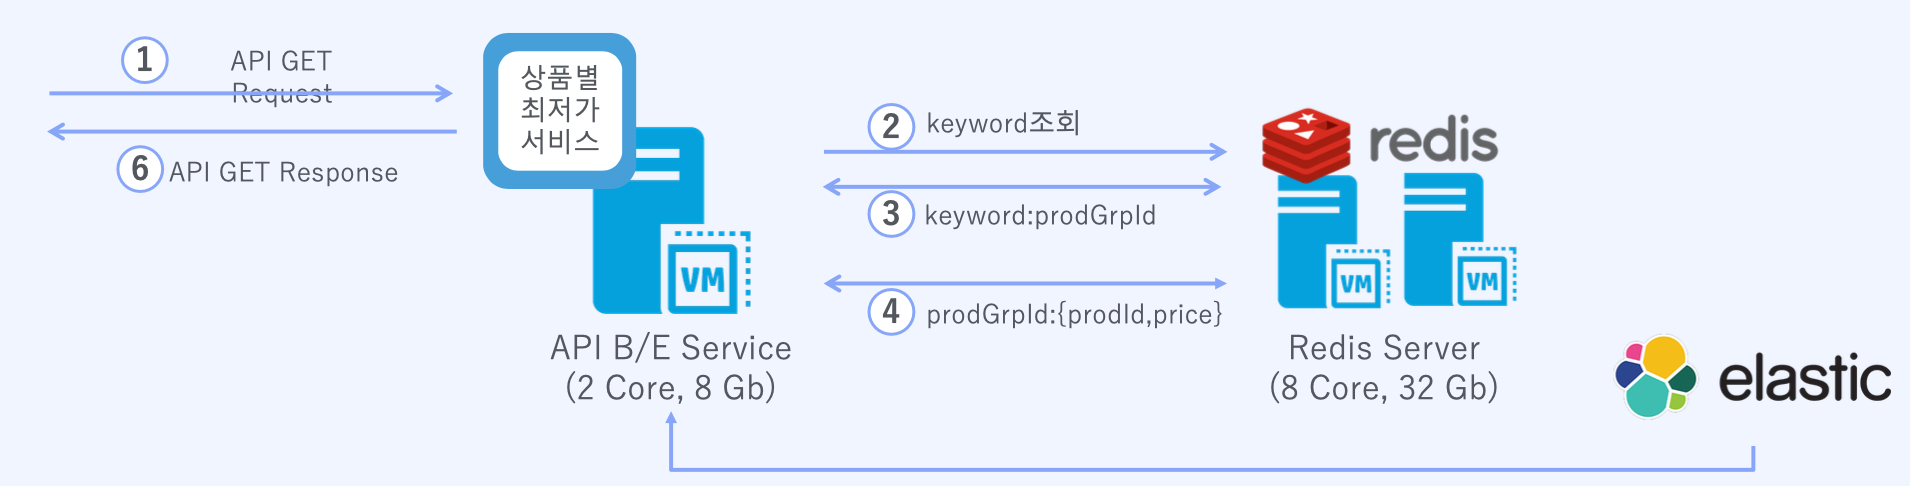 1
API GET
Request
6
API GET Response
상품별
최저가
서비스
VM
API B/E Service
(2 Core, 8 Gb)
2
keyword조회
3
keyword:prodGrpId
4
prodGrpId:{prodId,price}
redis
VM
VM
Redis Server
(8 Core, 32 Gb)
elastic